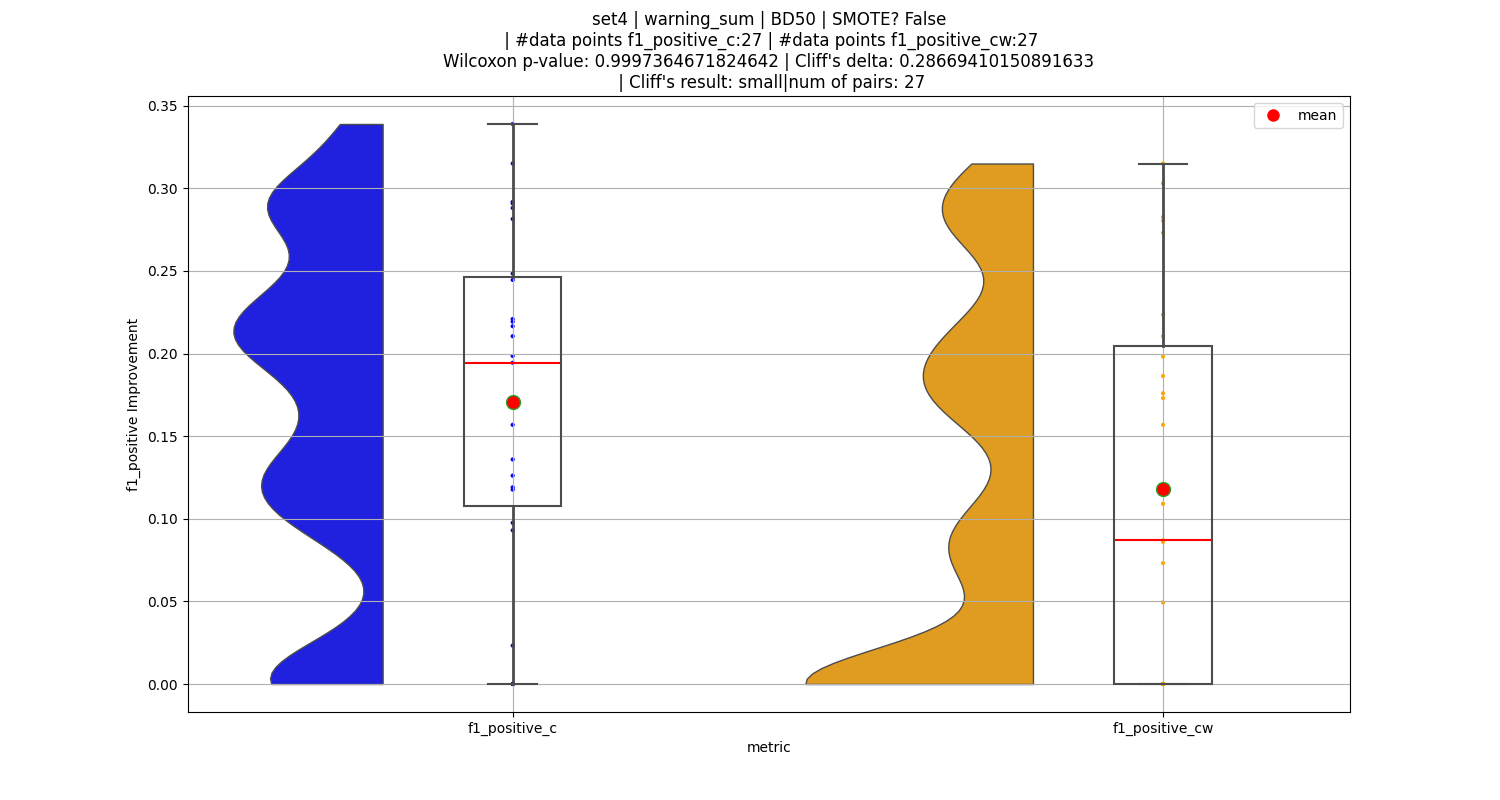 set4 | warning_sum | BD50 | SMOTE? False
| #data points f1_positive_c:27 | #data points f1_positive_cw:27
Wilcoxon p-value: 0.9997364671824642 | Cliff's delta: 0.28669410150891633
| Cliff's result: small|num of pairs: 27
mean
0.35
0.30
0.25
0.20
0.15
0.10
0.05
0.00
f1_positive Improvement
f1_positive_c
f1_positive_cw
metric